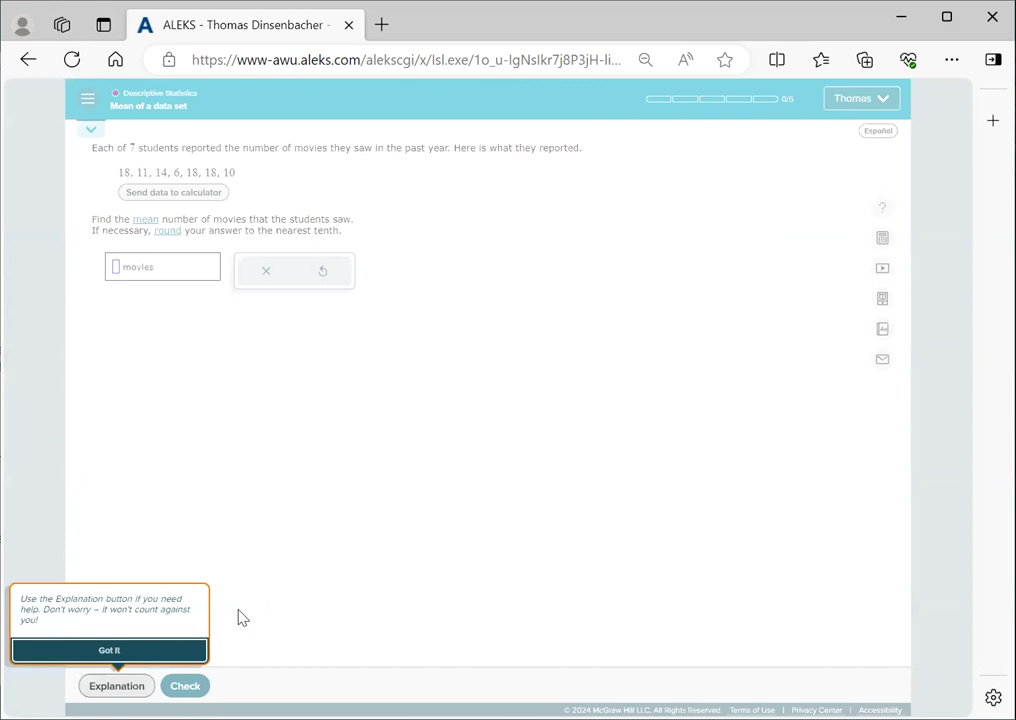 ALEKS - Thomas Dinsenbacher -
https://www-awu.aleks.com/alekscgi/x/Isl.exe/1o_u-IgNsIkr7j8P3jH-Ii...
Descriptive Statistics
Mean of a data set
0/5
Thomas
Español
Each of 7 students reported the number of movies they saw in the past year. Here is what they reported.
18, 11, 14, 6, 18, 18, 10
Send data to calculator
Find the mean number of movies that the students saw.
If necessary, round your answer to the nearest tenth.
movies
Use the Explanation button if you need
help. Don't worry – it won't count against
you!
Got It
Explanation
Check
© 2024 McGraw Hill LLC. All Rights Reserved. Terms of Use | Privacy Center | Accessibility